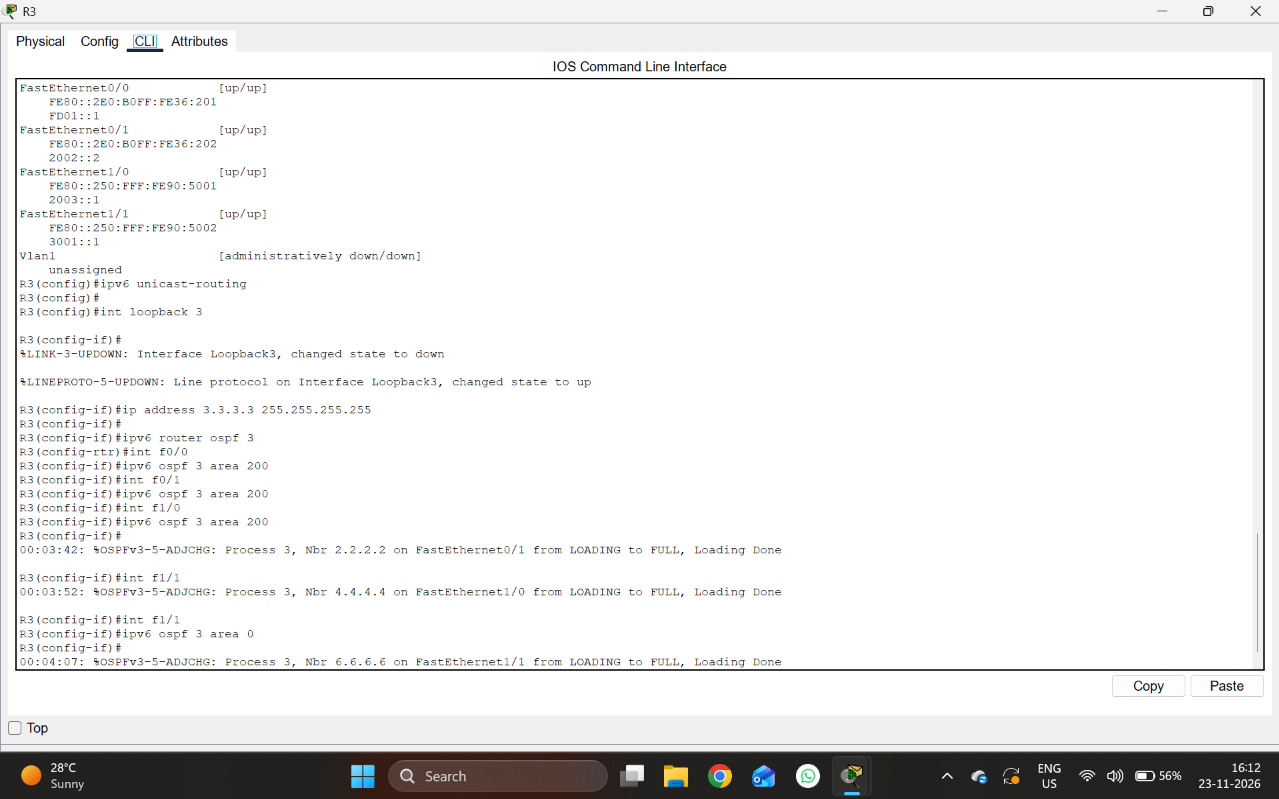 R3
Physical Config CLI Attributes
IOS Command Line Interface
FastEthernet0/0 [up/up]
FE80::2E0:B0FF:FE36:201
FD01::1
FastEthernet0/1 [up/up]
FE80::2E0:B0FF:FE36:202
2002::2
FastEthernet1/0 [up/up]
FE80::250:FFF:FE90:5001
2003::1
FastEthernet1/1 [up/up]
FE80::250:FFF:FE90:5002
3001::1
Vlan1 [administratively down/down]
unassigned
R3(config)#ipv6 unicast-routing
R3(config)#
R3(config)#int loopback 3
R3(config-if)#
%LINK-3-UPDOWN: Interface Loopback3, changed state to down
%LINEPROTO-5-UPDOWN: Line protocol on Interface Loopback3, changed state to up
R3(config-if)#ip address 3.3.3.3 255.255.255.255
R3(config-if)#
R3(config-if)#ipv6 router ospf 3
R3(config-rtr)#int f0/0
R3(config-if)#ipv6 ospf 3 area 200
R3(config-if)#int f0/1
R3(config-if)#ipv6 ospf 3 area 200
R3(config-if)#int f1/0
R3(config-if)#ipv6 ospf 3 area 200
R3(config-if)#
00:03:42: %OSPFv3-5-ADJCHG: Process 3, Nbr 2.2.2.2 on FastEthernet0/1 from LOADING to FULL, Loading Done
R3(config-if)#int f1/1
00:03:52: %OSPFv3-5-ADJCHG: Process 3, Nbr 4.4.4.4 on FastEthernet1/0 from LOADING to FULL, Loading Done
R3(config-if)#int f1/1
R3(config-if)#ipv6 ospf 3 area 0
R3(config-if)#
00:04:07: %OSPFv3-5-ADJCHG: Process 3, Nbr 6.6.6.6 on FastEthernet1/1 from LOADING to FULL, Loading Done
Copy Paste
Top
28°C
Sunny
Search
ENG
US
56%
16:12
23-11-2026